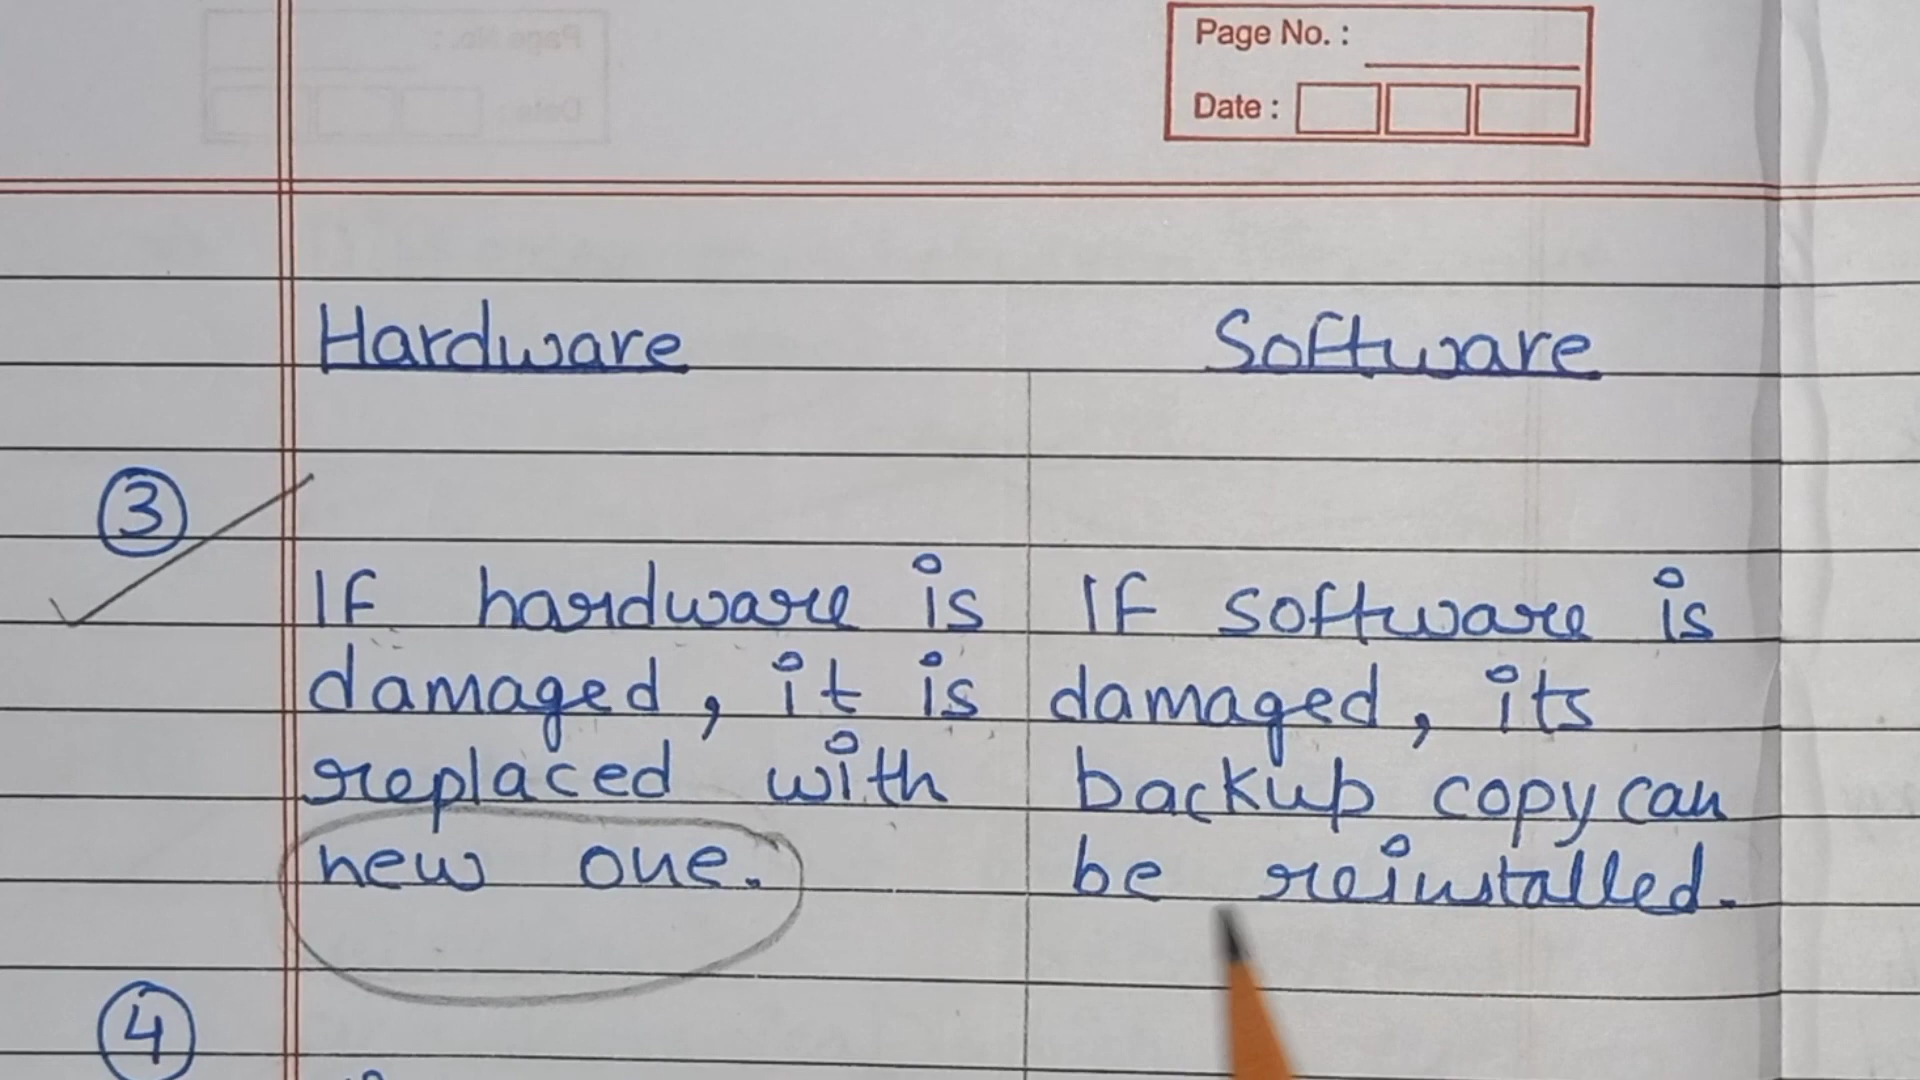 Page No. :
Date :
Hardware Software
3
If hardware is If software is
damaged, it is damaged, its
replaced with backup copy can
new one. be reinstalled.
4